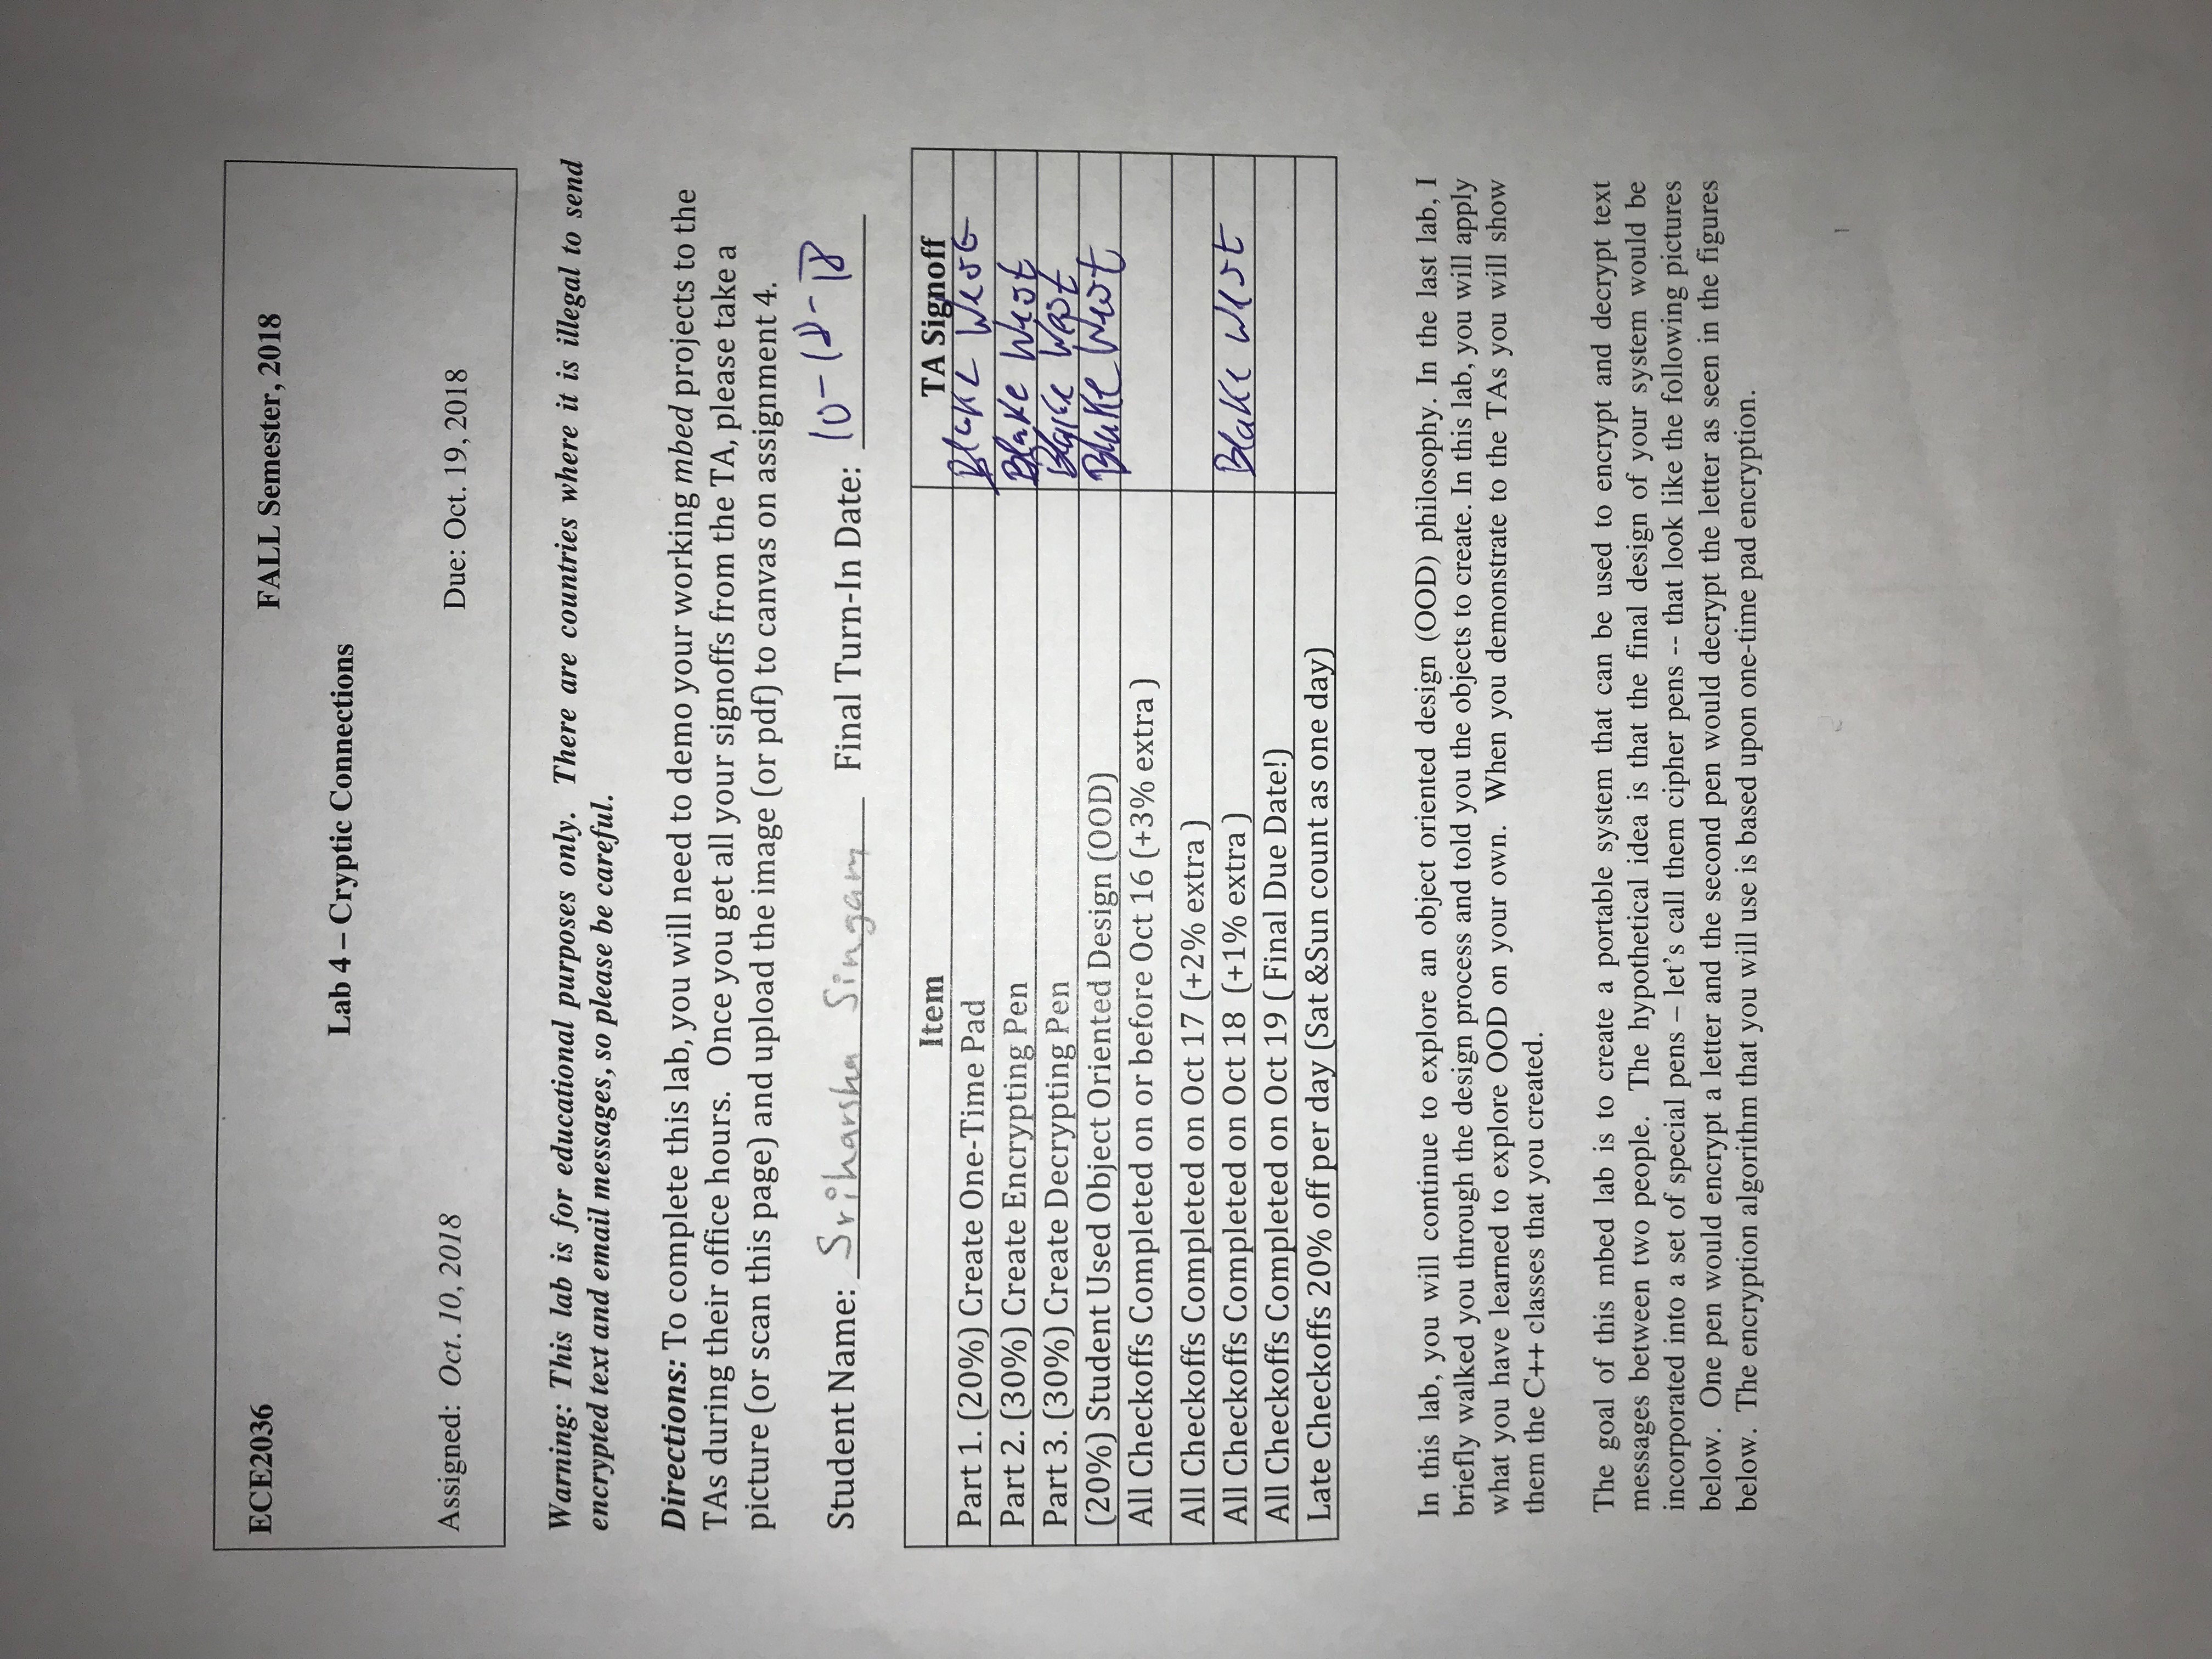 ECE2036 FALL Semester, 2018
Lab 4 – Cryptic Connections
Assigned: Oct. 10, 2018 Due: Oct. 19, 2018
Warning: This lab is for educational purposes only. There are countries where it is illegal to send
encrypted text and email messages, so please be careful.
Directions: To complete this lab, you will need to demo your working mbed projects to the
TAs during their office hours. Once you get all your signoffs from the TA, please take a
picture (or scan this page) and upload the image (or pdf) to canvas on assignment 4.
Student Name: Sriharsha Singam Final Turn-In Date: 10-18-18
Item TA Signoff
Part 1. (20%) Create One-Time Pad Blake West
Part 2. (30%) Create Encrypting Pen Blake West
Part 3. (30%) Create Decrypting Pen Blake West
(20%) Student Used Object Oriented Design (OOD) Blake West
All Checkoffs Completed on or before Oct 16 (+3% extra )
All Checkoffs Completed on Oct 17 (+2% extra )
All Checkoffs Completed on Oct 18 (+1% extra ) Blake West
All Checkoffs Completed on Oct 19 ( Final Due Date!)
Late Checkoffs 20% off per day (Sat &Sun count as one day)
In this lab, you will continue to explore an object oriented design (OOD) philosophy. In the last lab, I
briefly walked you through the design process and told you the objects to create. In this lab, you will apply
what you have learned to explore OOD on your own. When you demonstrate to the TAs you will show
them the C++ classes that you created.
The goal of this mbed lab is to create a portable system that can be used to encrypt and decrypt text
messages between two people. The hypothetical idea is that the final design of your system would be
incorporated into a set of special pens – let's call them cipher pens -- that look like the following pictures
below. One pen would encrypt a letter and the second pen would decrypt the letter as seen in the figures
below. The encryption algorithm that you will use is based upon one-time pad encryption.
1